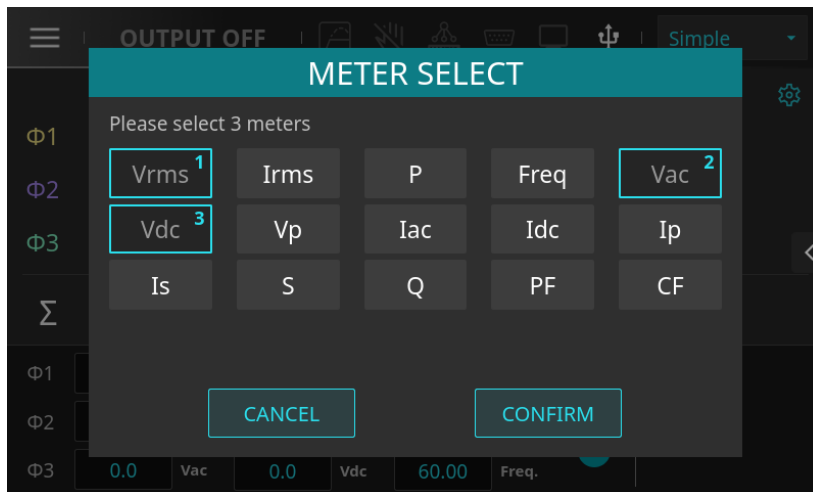 OUTPUT OFF
Simple
METER SELECT
Please select 3 meters
Vrms 1 Irms P Freq Vac 2
Vdc 3 Vp Iac Idc Ip
Is S Q PF CF
Φ1
Φ2
Φ3
Σ
CANCEL CONFIRM
Φ1
Φ2
Φ3 0.0 Vac 0.0 Vdc 60.00 Freq.